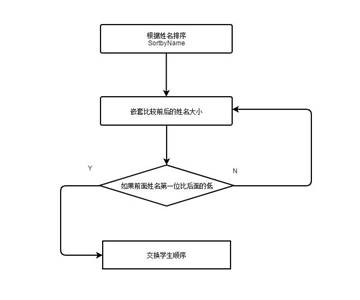 根据姓名排序
SortbyName
嵌套比较前后的姓名大小
Y
N
如果前面姓名第一位比后面的低
交换学生顺序